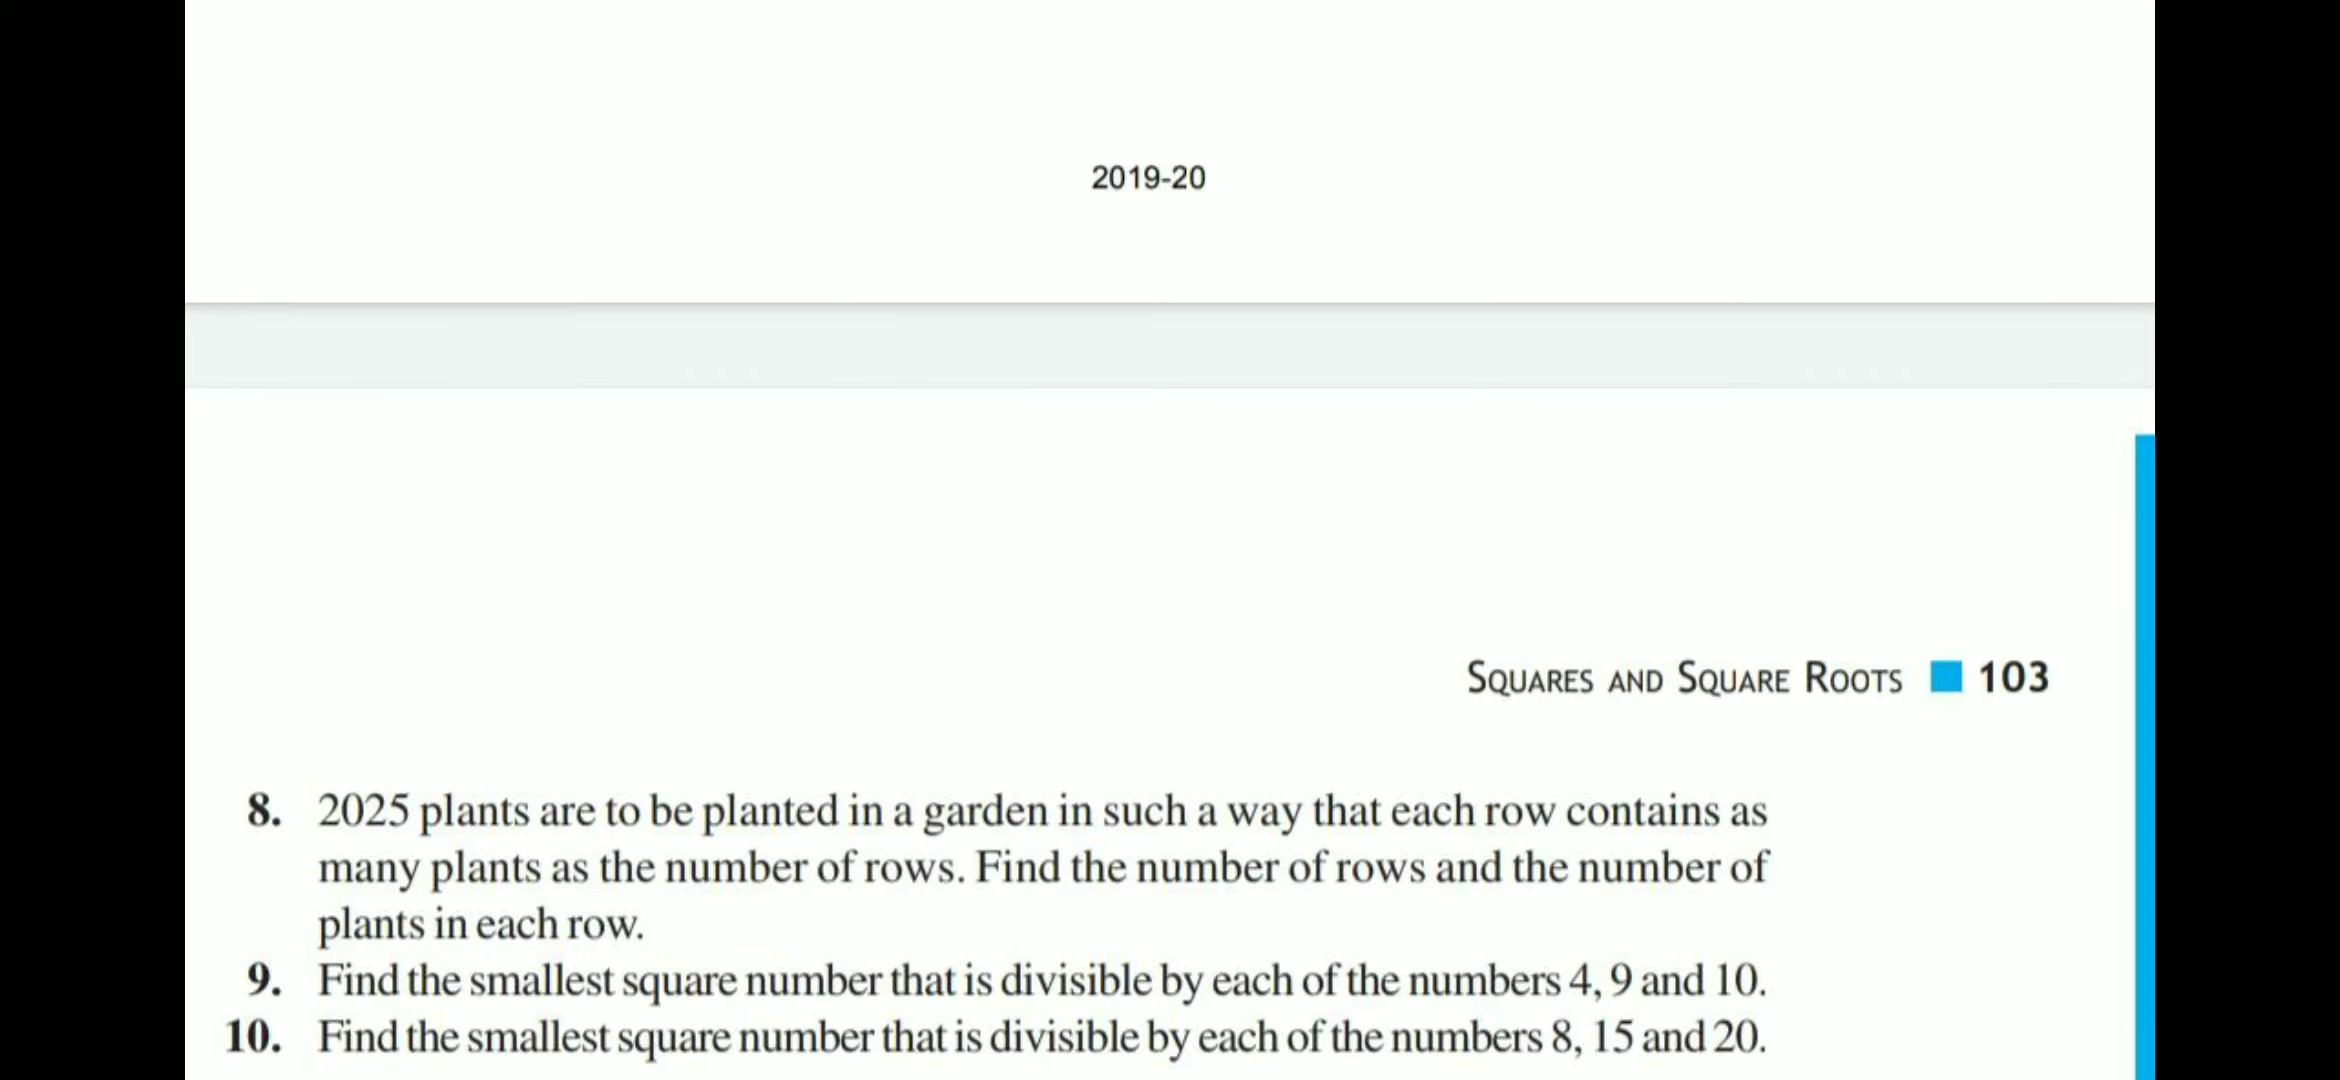 2019-20
SQUARES AND SQUARE ROOTS 103
8. 2025 plants are to be planted in a garden in such a way that each row contains as
many plants as the number of rows. Find the number of rows and the number of
plants in each row.
9. Find the smallest square number that is divisible by each of the numbers 4, 9 and 10.
10. Find the smallest square number that is divisible by each of the numbers 8, 15 and 20.